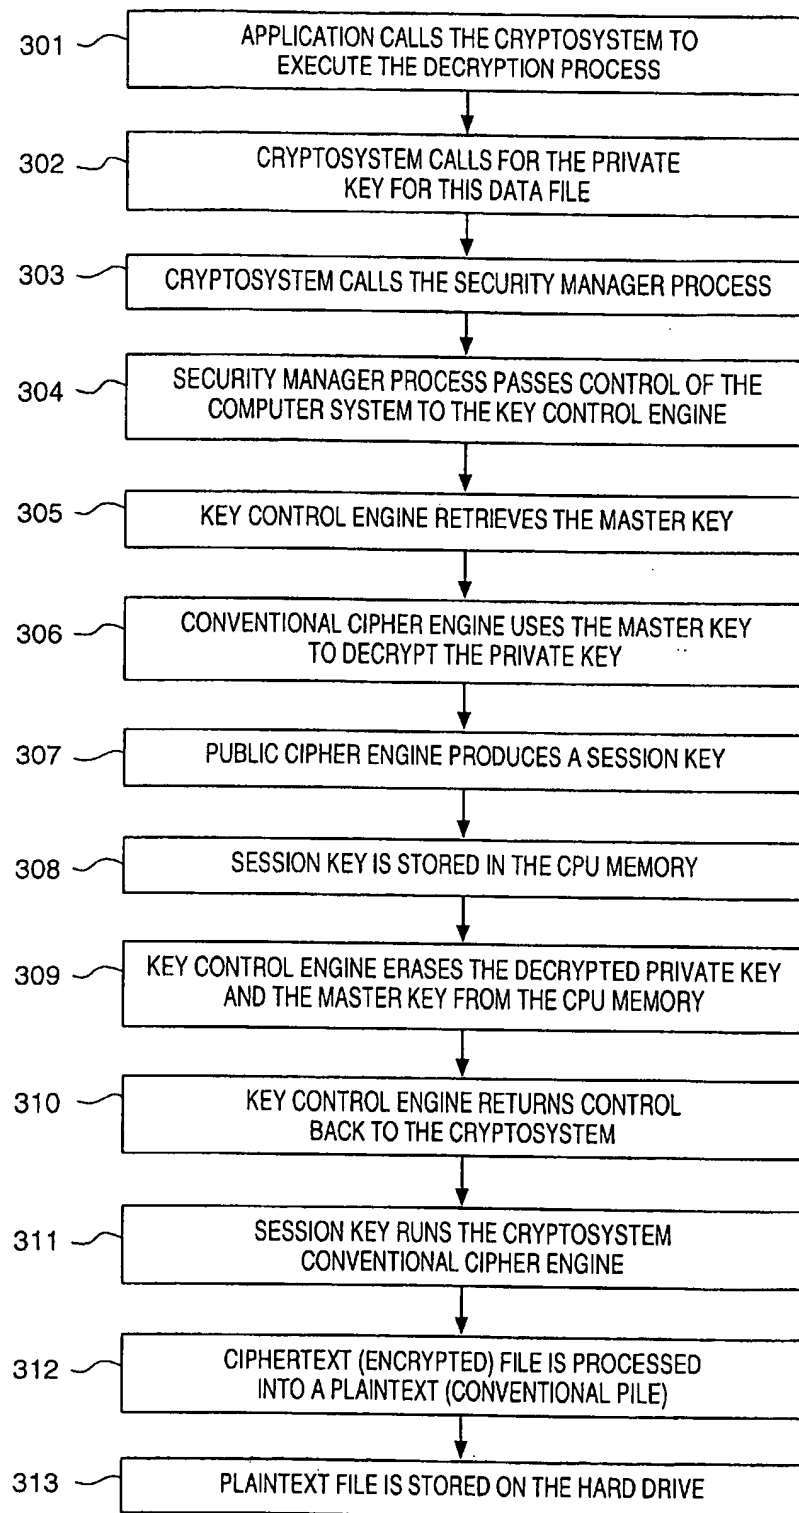 301
APPLICATION CALLS THE CRYPTOSYSTEM TO
EXECUTE THE DECRYPTION PROCESS
302
CRYPTOSYSTEM CALLS FOR THE PRIVATE
KEY FOR THIS DATA FILE
303
CRYPTOSYSTEM CALLS THE SECURITY MANAGER PROCESS
304
SECURITY MANAGER PROCESS PASSES CONTROL OF THE
COMPUTER SYSTEM TO THE KEY CONTROL ENGINE
305
KEY CONTROL ENGINE RETRIEVES THE MASTER KEY
306
CONVENTIONAL CIPHER ENGINE USES THE MASTER KEY
TO DECRYPT THE PRIVATE KEY
307
PUBLIC CIPHER ENGINE PRODUCES A SESSION KEY
308
SESSION KEY IS STORED IN THE CPU MEMORY
309
KEY CONTROL ENGINE ERASES THE DECRYPTED PRIVATE KEY
AND THE MASTER KEY FROM THE CPU MEMORY
310
KEY CONTROL ENGINE RETURNS CONTROL
BACK TO THE CRYPTOSYSTEM
311
SESSION KEY RUNS THE CRYPTOSYSTEM
CONVENTIONAL CIPHER ENGINE
312
CIPHERTEXT (ENCRYPTED) FILE IS PROCESSED
INTO A PLAINTEXT (CONVENTIONAL PILE)
313
PLAINTEXT FILE IS STORED ON THE HARD DRIVE